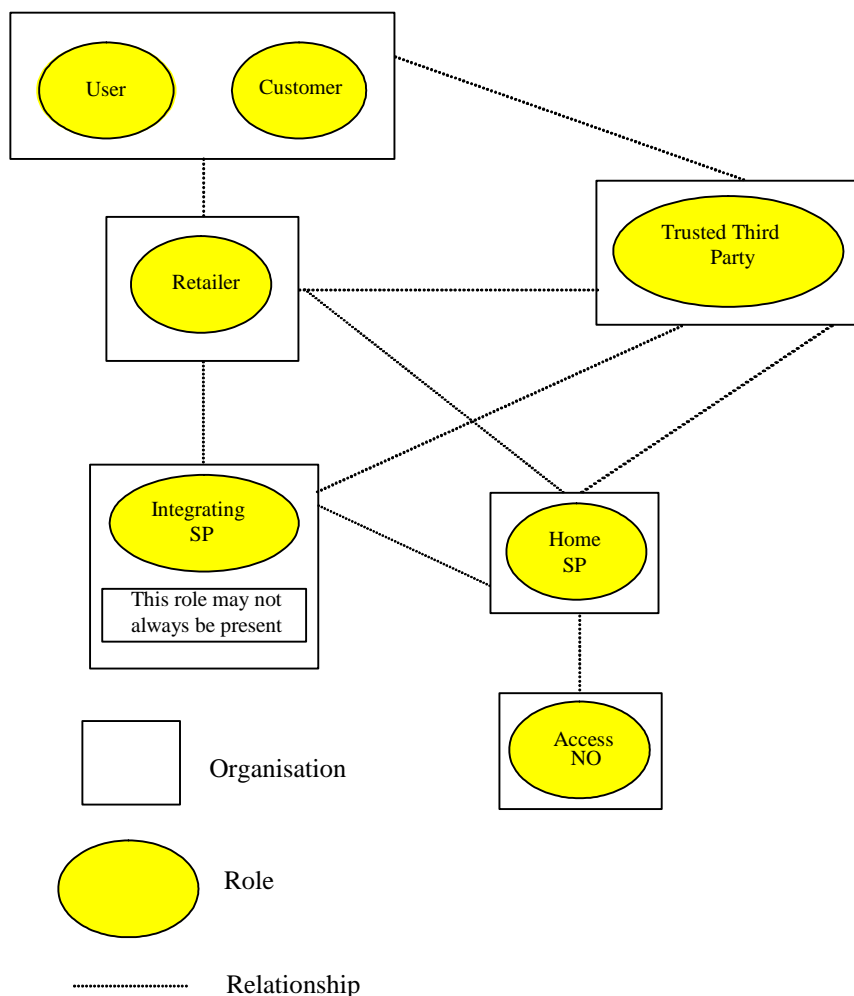 User
Customer
Trusted Third
Party
Retailer
Integrating
SP
This role may not
always be present
Home
SP
Access
NO
Organisation
Role
Relationship